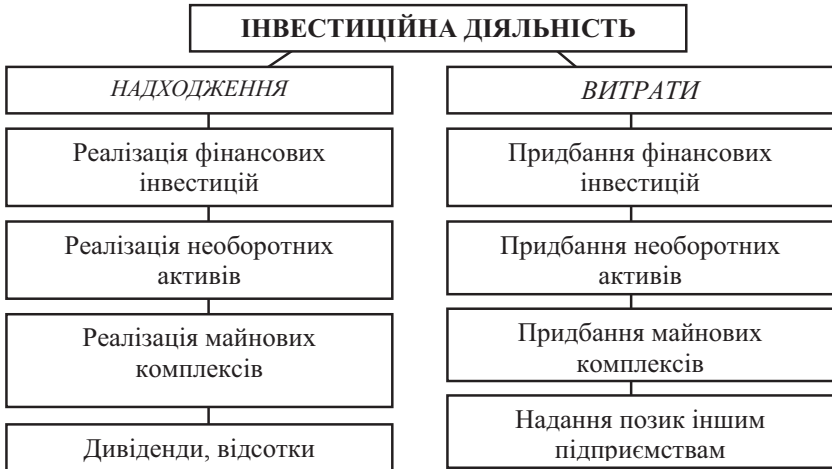 ІНВЕСТИЦІЙНА ДІЯЛЬНІСТЬ
НАДХОДЖЕННЯ
Реалізація фінансових
інвестицій
Реалізація необоротних
активів
Реалізація майнових
комплексів
Дивіденди, відсотки
ВИТРАТИ
Придбання фінансових
інвестицій
Придбання необоротних
активів
Придбання майнових
комплексів
Надання позик іншим
підприємствам